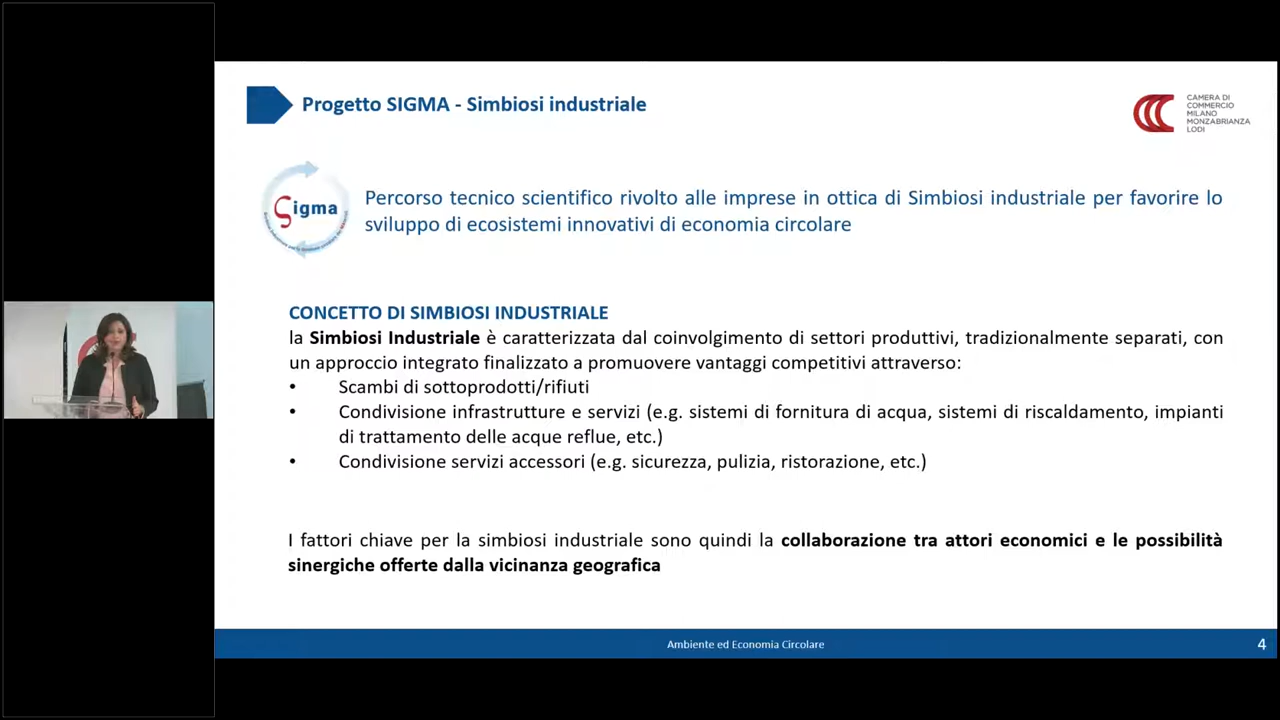 Progetto SIGMA - Simbiosi industriale
CAMERA DI
COMMERCIO
MILANO
MONZABRIANZA
LODI
Sigma
Percorso tecnico scientifico rivolto alle imprese in ottica di Simbiosi industriale per favorire lo
sviluppo di ecosistemi innovativi di economia circolare
CONCETTO DI SIMBIOSI INDUSTRIALE
la Simbiosi Industriale è caratterizzata dal coinvolgimento di settori produttivi, tradizionalmente separati, con
un approccio integrato finalizzato a promuovere vantaggi competitivi attraverso:
• Scambi di sottoprodotti/rifiuti
• Condivisione infrastrutture e servizi (e.g. sistemi di fornitura di acqua, sistemi di riscaldamento, impianti
di trattamento delle acque reflue, etc.)
• Condivisione servizi accessori (e.g. sicurezza, pulizia, ristorazione, etc.)
I fattori chiave per la simbiosi industriale sono quindi la collaborazione tra attori economici e le possibilità
sinergiche offerte dalla vicinanza geografica
Ambiente ed Economia Circolare
4